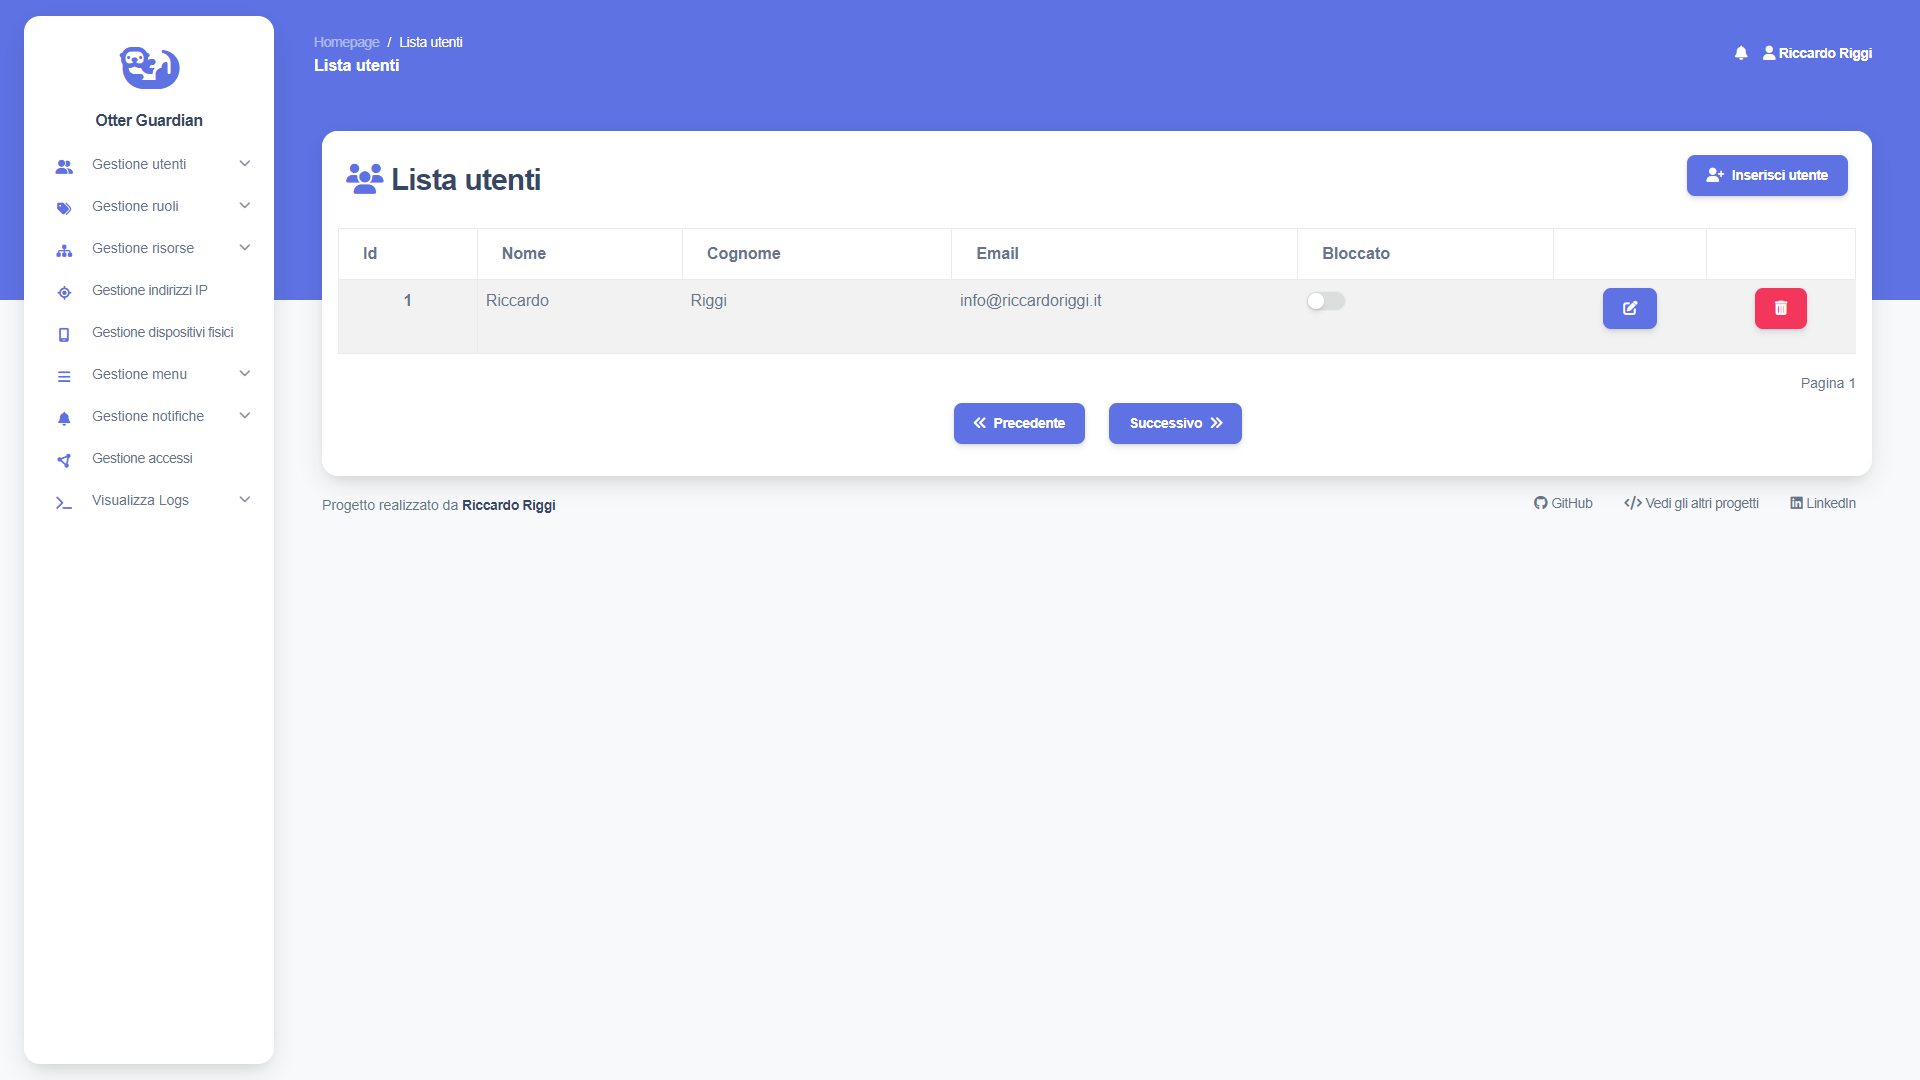 Otter Guardian
Gestione utenti
Gestione ruoli
Gestione risorse
Gestione indirizzi IP
Gestione dispositivi fisici
Gestione menu
Gestione notifiche
Gestione accessi
Visualizza Logs
Homepage / Lista utenti
Lista utenti
Riccardo Riggi
Lista utenti
Inserisci utente
Id Nome Cognome Email Bloccato
1 Riccardo Riggi info@riccardoriggi.it
Pagina 1
Precedente Successivo
Progetto realizzato da Riccardo Riggi
GitHub Vedi gli altri progetti LinkedIn